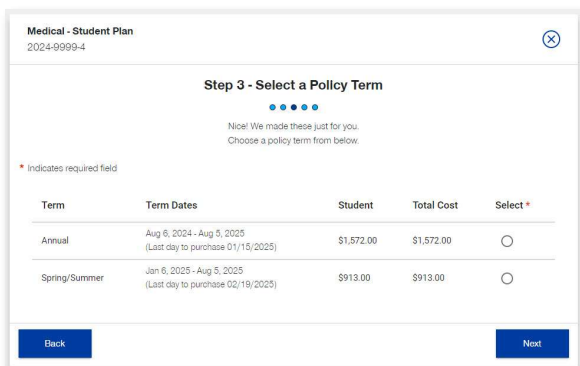 Medical - Student Plan
2024-9999-4
Step 3 - Select a Policy Term
Nice! We made these just for you.
Choose a policy term from below.
* Indicates required field
Term Term Dates Student Total Cost Select *
Annual Aug 6, 2024 - Aug 5, 2025 $1,572.00 $1,572.00
(Last day to purchase 01/15/2025)
Spring/Summer Jan 6, 2025 - Aug 5, 2025 $913.00 $913.00
(Last day to purchase 02/19/2025)
Back Next